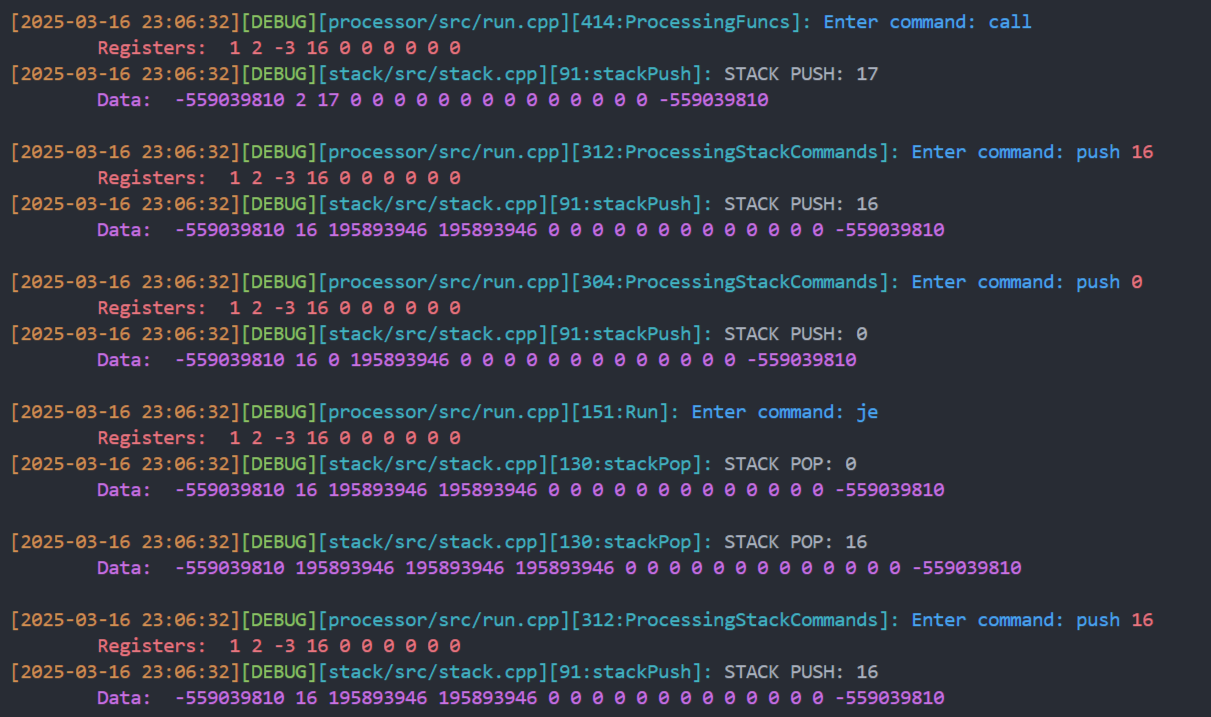 [2025-03-16 23:06:32][DEBUG][processor/src/run.cpp][414:ProcessingFuncs]: Enter command: call
Registers: 1 2 -3 16 0 0 0 0 0 0
[2025-03-16 23:06:32][DEBUG][stack/src/stack.cpp][91:stackPush]: STACK PUSH: 17
Data: -559039810 2 17 0 0 0 0 0 0 0 0 0 0 0 0 0 0 -559039810
[2025-03-16 23:06:32][DEBUG][processor/src/run.cpp][312:ProcessingStackCommands]: Enter command: push 16
Registers: 1 2 -3 16 0 0 0 0 0 0
[2025-03-16 23:06:32][DEBUG][stack/src/stack.cpp][91:stackPush]: STACK PUSH: 16
Data: -559039810 16 195893946 195893946 0 0 0 0 0 0 0 0 0 0 0 0 0 -559039810
[2025-03-16 23:06:32][DEBUG][processor/src/run.cpp][304:ProcessingStackCommands]: Enter command: push 0
Registers: 1 2 -3 16 0 0 0 0 0 0
[2025-03-16 23:06:32][DEBUG][stack/src/stack.cpp][91:stackPush]: STACK PUSH: 0
Data: -559039810 16 0 195893946 0 0 0 0 0 0 0 0 0 0 0 0 0 -559039810
[2025-03-16 23:06:32][DEBUG][processor/src/run.cpp][151:Run]: Enter command: je
Registers: 1 2 -3 16 0 0 0 0 0 0
[2025-03-16 23:06:32][DEBUG][stack/src/stack.cpp][130:stackPop]: STACK POP: 0
Data: -559039810 16 195893946 195893946 0 0 0 0 0 0 0 0 0 0 0 0 0 -559039810
[2025-03-16 23:06:32][DEBUG][stack/src/stack.cpp][130:stackPop]: STACK POP: 16
Data: -559039810 195893946 195893946 195893946 0 0 0 0 0 0 0 0 0 0 0 0 0 -559039810
[2025-03-16 23:06:32][DEBUG][processor/src/run.cpp][312:ProcessingStackCommands]: Enter command: push 16
Registers: 1 2 -3 16 0 0 0 0 0 0
[2025-03-16 23:06:32][DEBUG][stack/src/stack.cpp][91:stackPush]: STACK PUSH: 16
Data: -559039810 16 195893946 195893946 0 0 0 0 0 0 0 0 0 0 0 0 0 -559039810